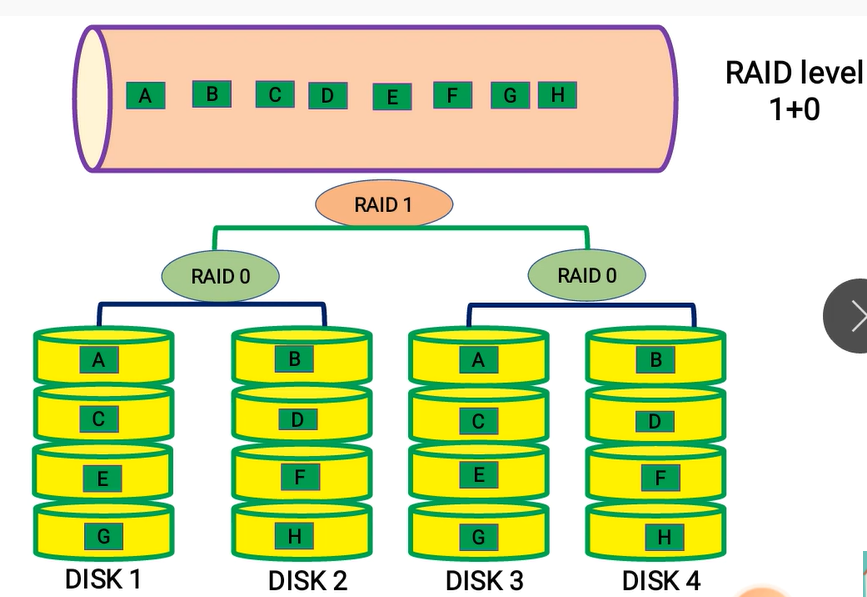 RAID level
1+0
A B C D E F G H
RAID 1
RAID 0 RAID 0
A B A B
C D C D
E F E F
G H G H
DISK 1 DISK 2 DISK 3 DISK 4